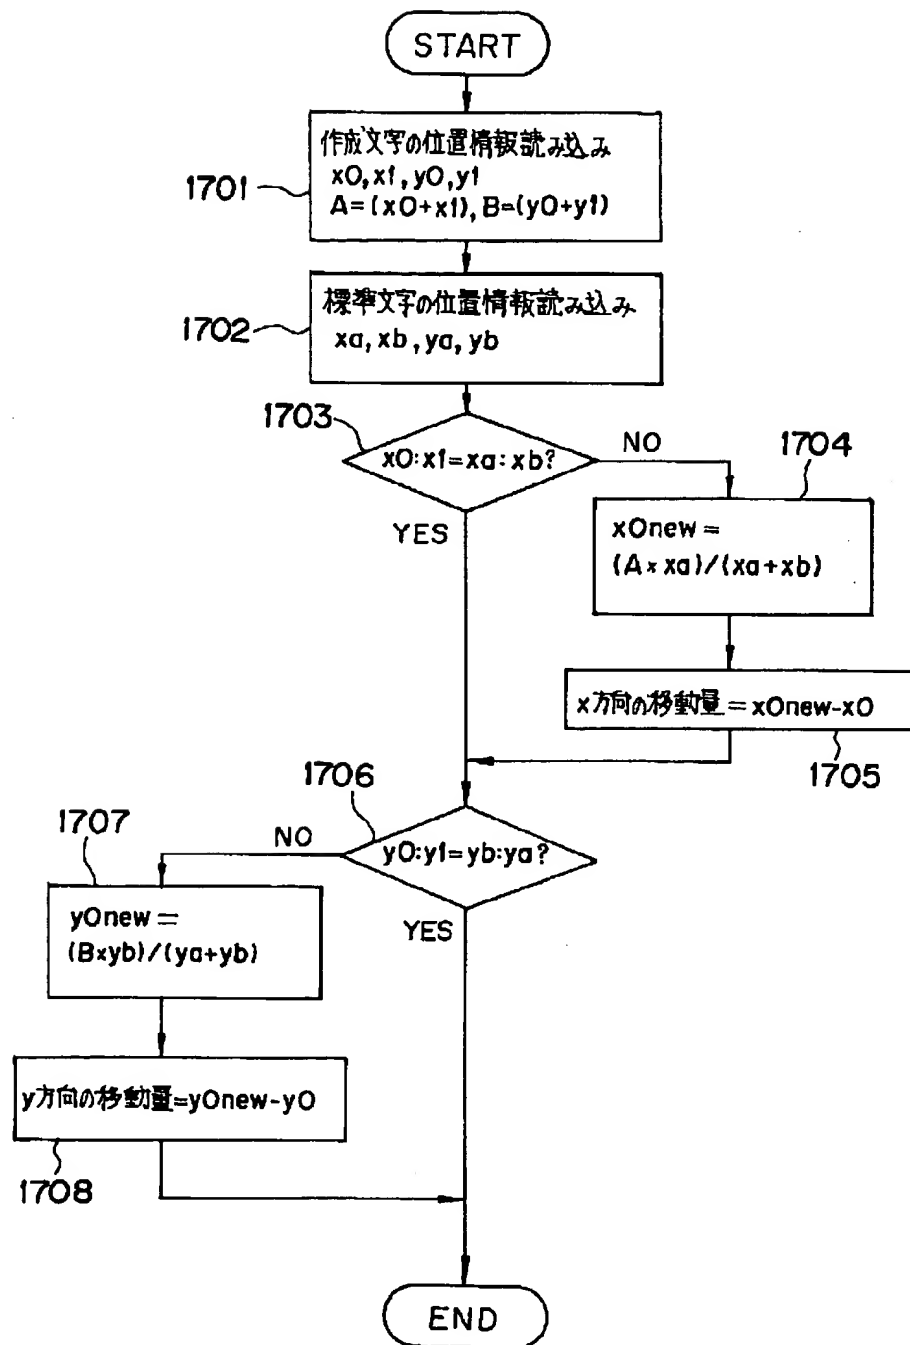 START
1701
作成文字の位置情報読み込み
x0, x1, y0, y1
A=(x0+x1), B=(y0+y1)
1702
標準文字の位置情報読み込み
xa, xb, ya, yb
1703
x0:x1=xa:xb?
NO
YES
1704
x0new=
(A×xa)/(xa+xb)
x方向の移動量=x0new-x0
1705
1706
y0:y1=yb:ya?
NO
YES
1707
y0new=
(B×yb)/(ya+yb)
y方向の移動量=y0new-y0
1708
END